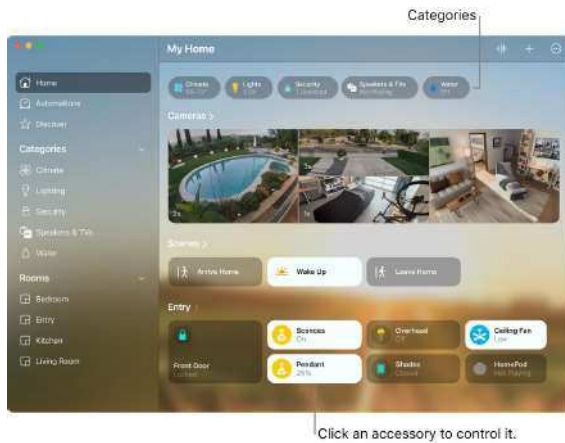 Categories
My Home
Home
Automations
Discover
Categories
Climate
Lighting
Security
Speakers & TVs
Water
Rooms
Bedroom
Entry
Kitchen
Living Room
Climate
Lights
Security
Speakers & TVs
Not Playing
Water
Cameras >
Scenes >
Arrive Home
Wake Up
Leave Home
Entry
Front Door
Locked
Sconces
On
Overhead
Off
Ceiling Fan
Low
Pendant
Shades
Closed
HomePod
Not Playing
Click an accessory to control it.